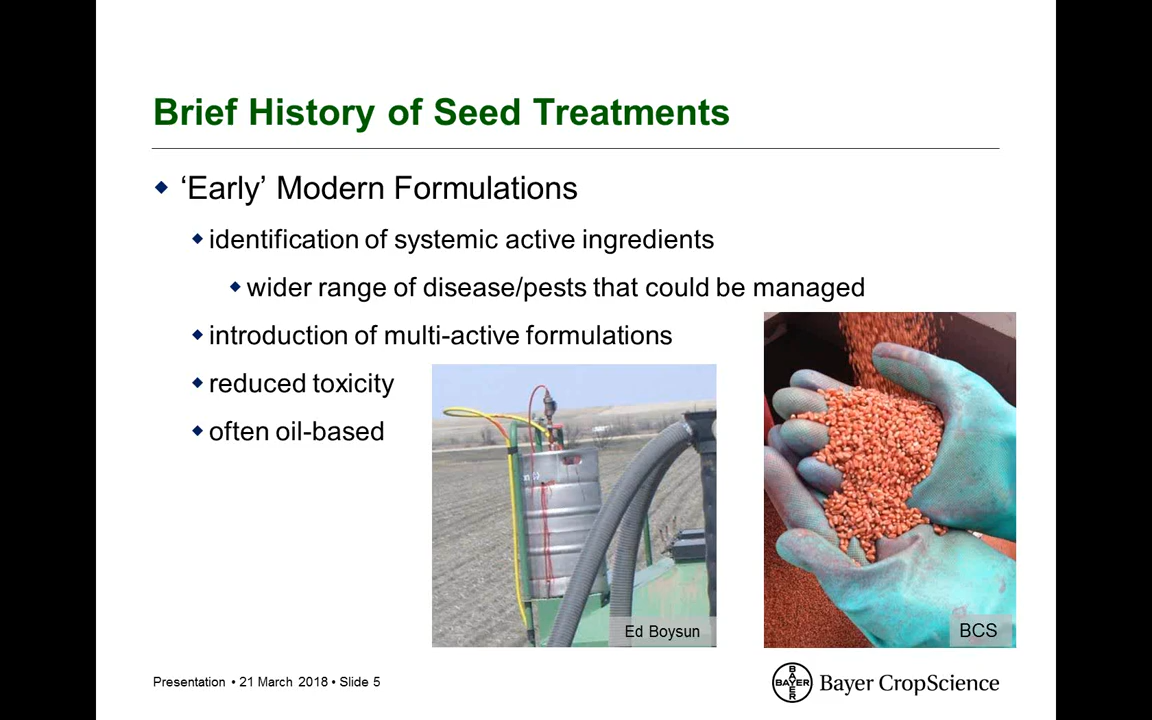 Brief History of Seed Treatments
‘Early’ Modern Formulations
identification of systemic active ingredients
wider range of disease/pests that could be managed
introduction of multi-active formulations
reduced toxicity
often oil-based
Ed Boysun
BCS
Presentation • 21 March 2018 • Slide 5
BAYER
BAYER
Bayer CropScience